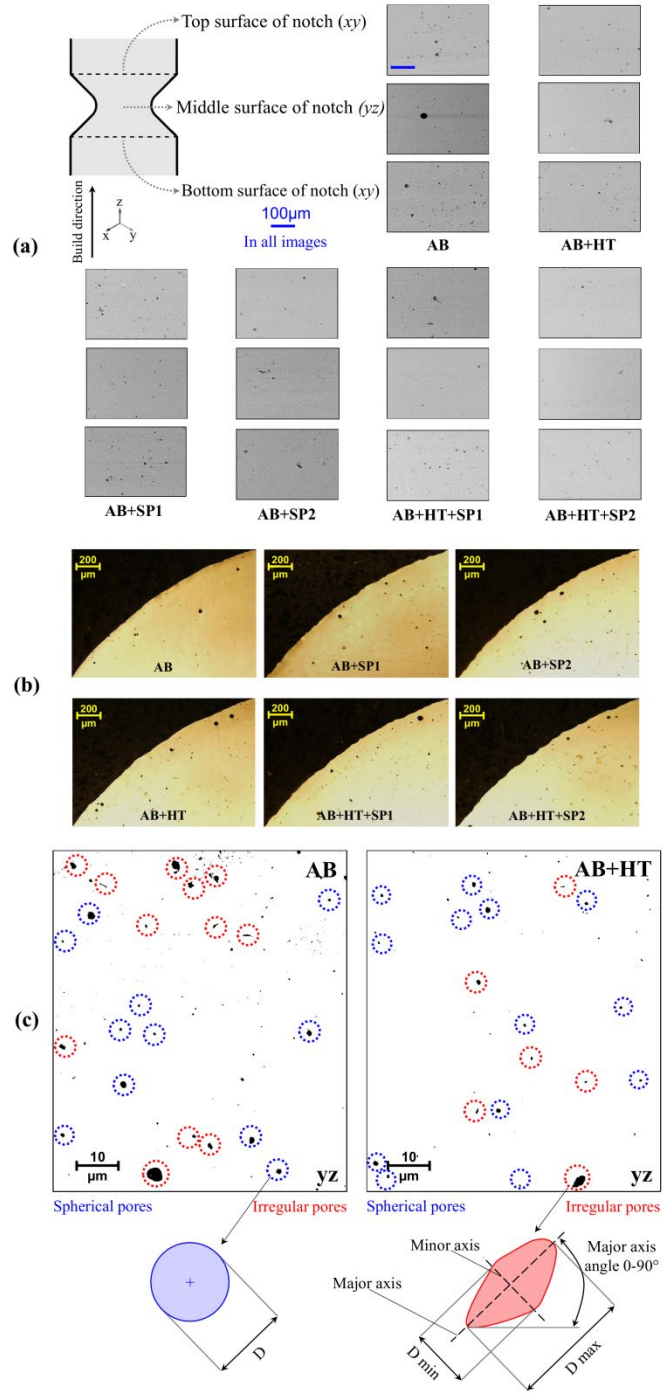 Top surface of notch (xy)
Middle surface of notch (yz)
Bottom surface of notch (xy)
Build direction
z
x
y
100µm
In all images
(a)
AB
AB+HT
AB+SP1
AB+SP2
AB+HT+SP1
AB+HT+SP2
(b)
200
µm
AB
200
µm
AB+SP1
200
µm
AB+SP2
200
µm
AB+HT
200
µm
AB+HT+SP1
200
µm
AB+HT+SP2
(c)
AB
10
µm
yz
Spherical pores
Irregular pores
AB+HT
10
µm
yz
Spherical pores
Irregular pores
D
Minor axis
Major axis
Major axis
angle 0-90°
D min
D max